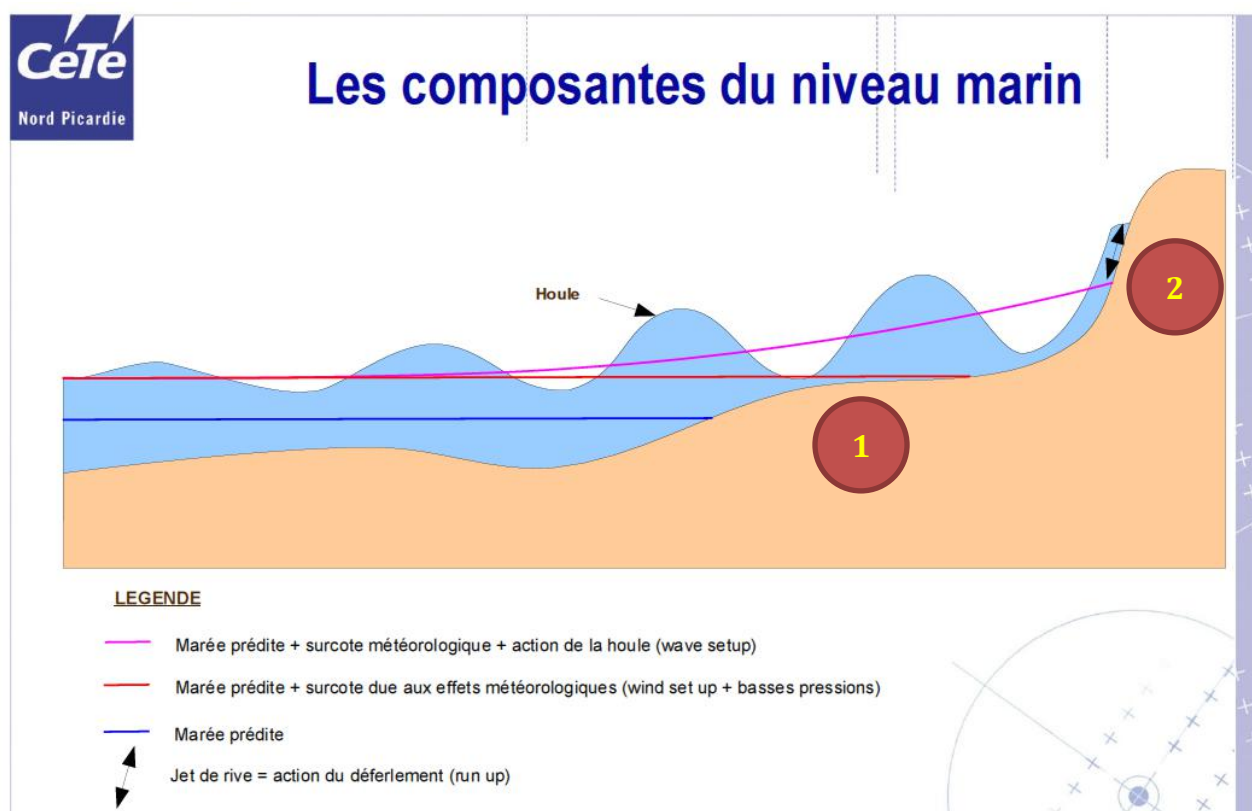 CéTé
Nord Picardie
Les composantes du niveau marin
Houle
2
1
LEGENDE
Marée prédite + surcote météorologique + action de la houle (wave setup)
Marée prédite + surcote due aux effets météorologiques (wind set up + basses pressions)
Marée prédite
Jet de rive = action du déferlement (run up)